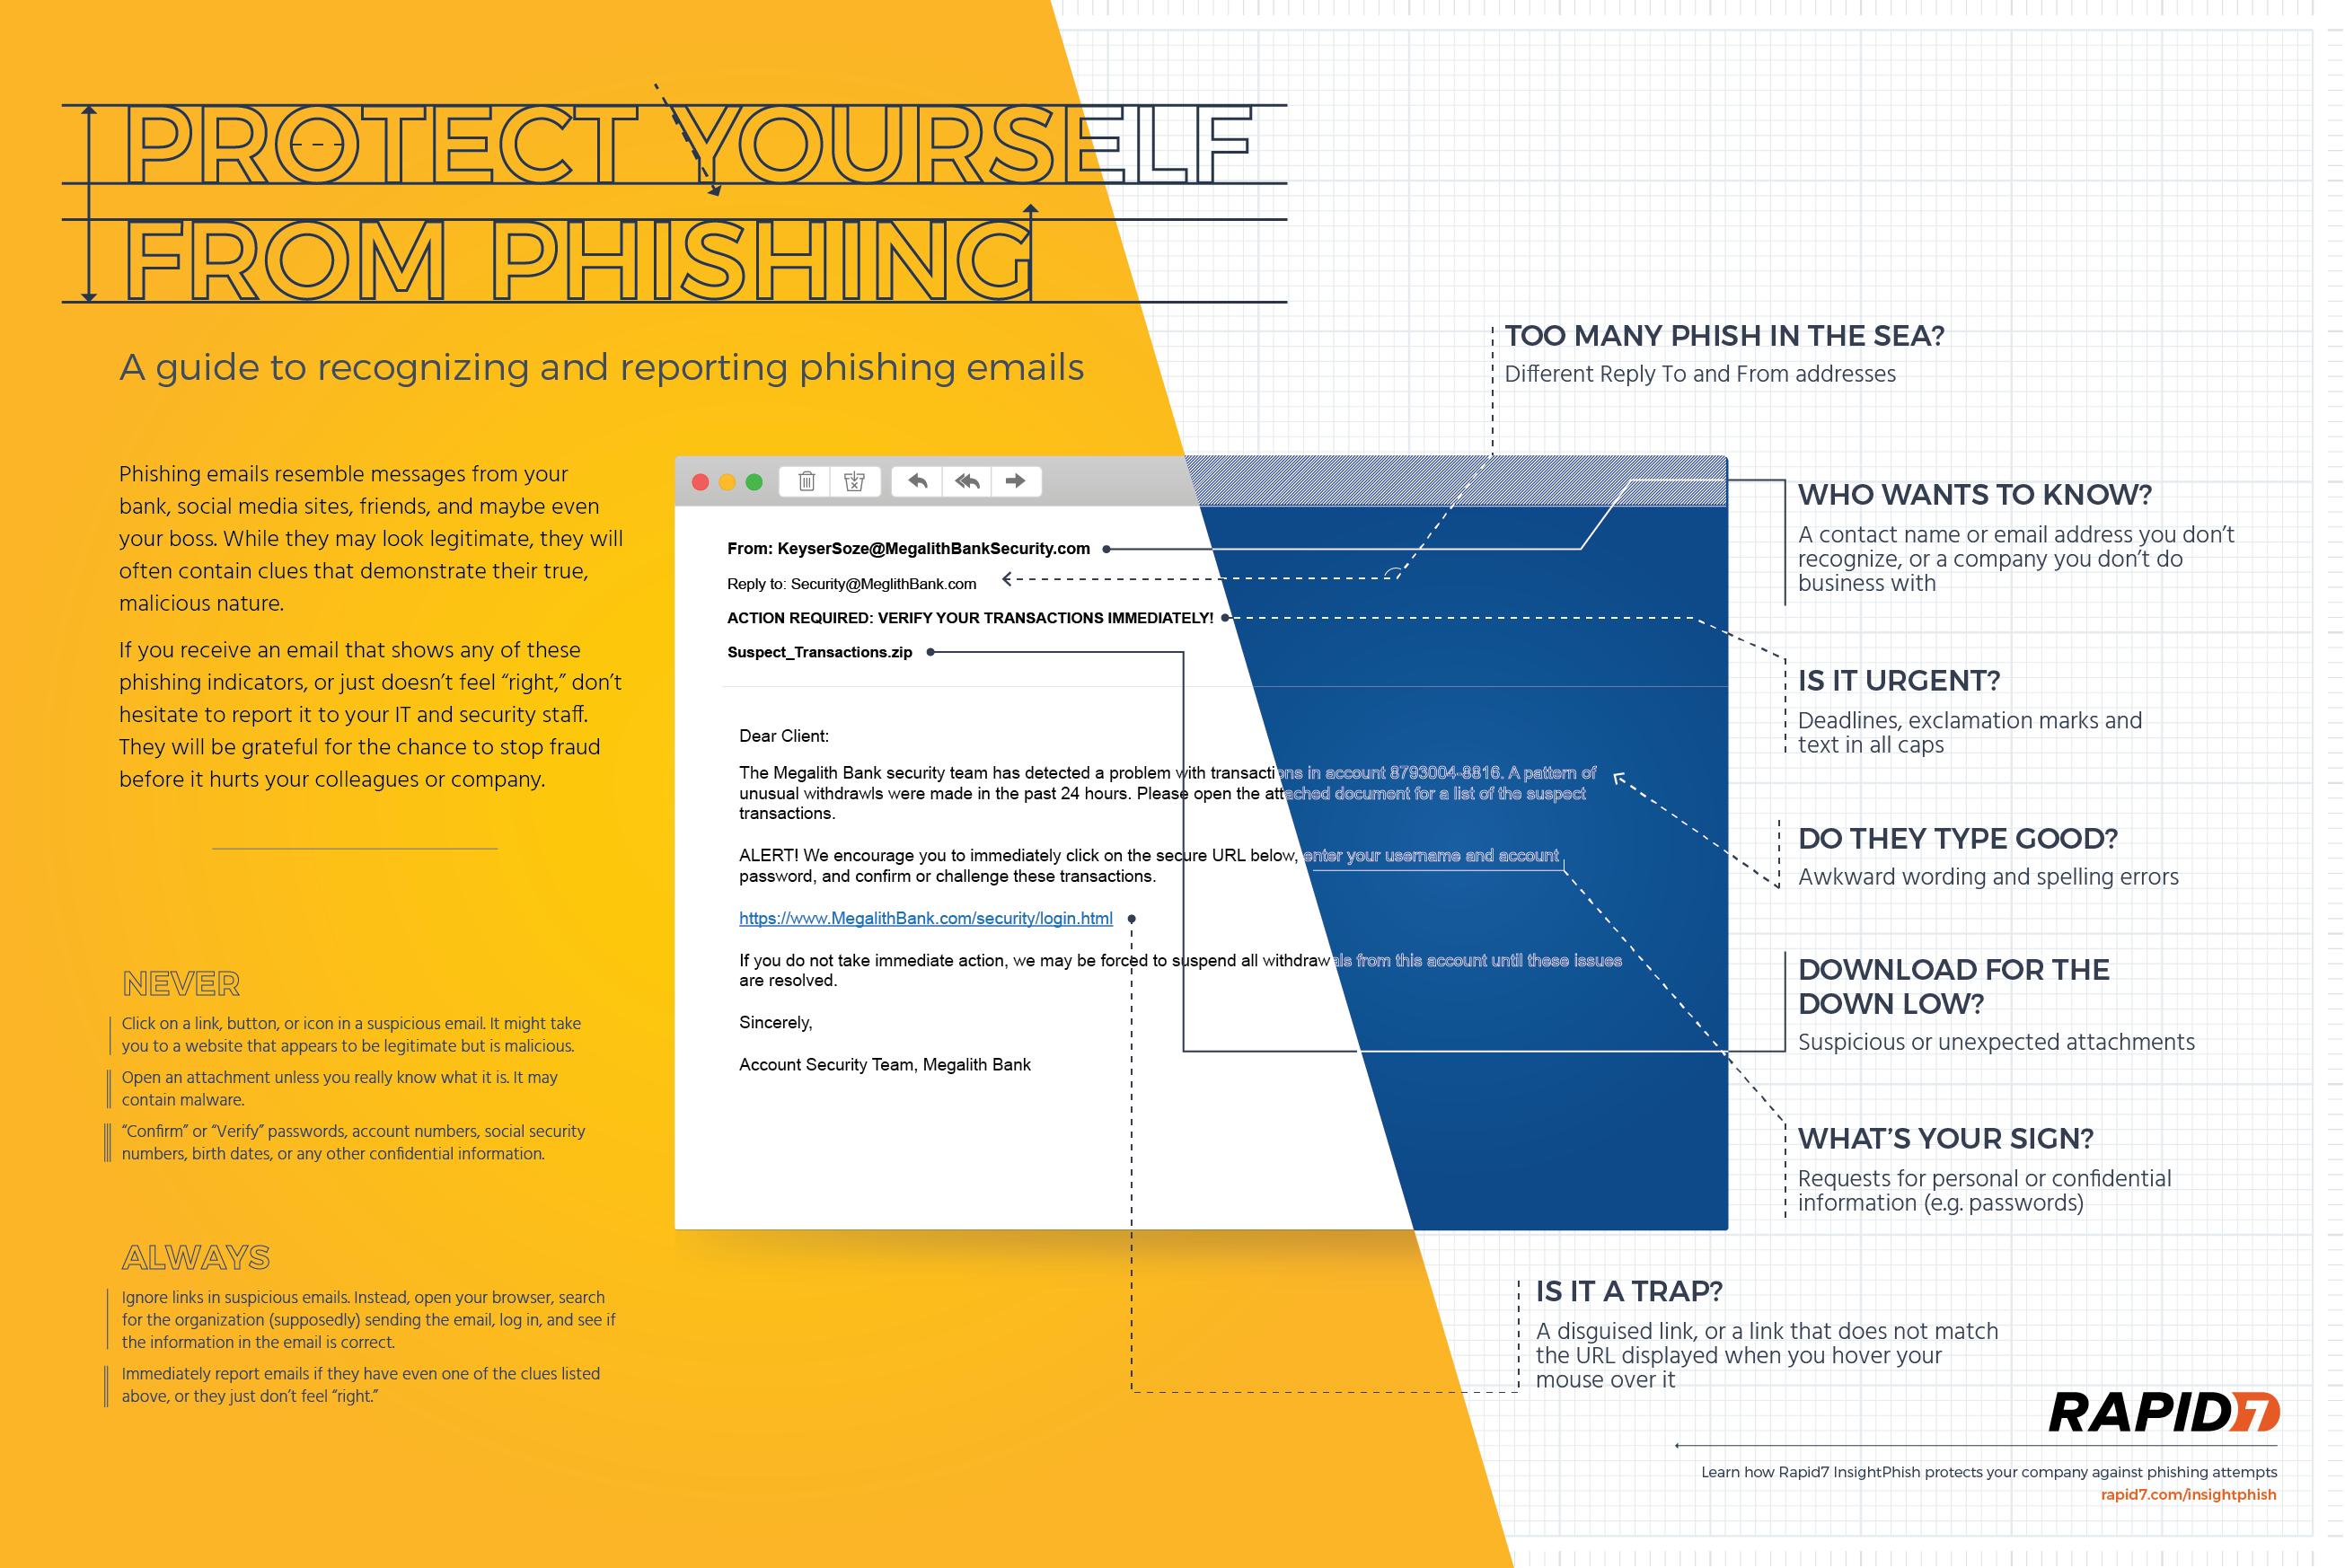 PROTECT YOURSELF
FROM PHISHING
A guide to recognizing and reporting phishing emails
Phishing emails resemble messages from your
bank, social media sites, friends, and maybe even
your boss. While they may look legitimate, they will
often contain clues that demonstrate their true,
malicious nature.
If you receive an email that shows any of these
phishing indicators, or just doesn’t feel “right,” don’t
hesitate to report it to your IT and security staff.
They will be grateful for the chance to stop fraud
before it hurts your colleagues or company.
NEVER
Click on a link, button, or icon in a suspicious email. It might take
you to a website that appears to be legitimate but is malicious.
Open an attachment unless you really know what it is. It may
contain malware.
“Confirm” or “Verify” passwords, account numbers, social security
numbers, birth dates, or any other confidential information.
ALWAYS
Ignore links in suspicious emails. Instead, open your browser, search
for the organization (supposedly) sending the email, log in, and see if
the information in the email is correct.
Immediately report emails if they have even one of the clues listed
above, or they just don’t feel “right.”
From: KeyserSoze@MegalithBankSecurity.com
Reply to: Security@MeglithBank.com
ACTION REQUIRED: VERIFY YOUR TRANSACTIONS IMMEDIATELY!
Suspect_Transactions.zip
Dear Client:
The Megalith Bank security team has detected a problem with transactions in account 8793004-8816. A pattern of
unusual withdrawls were made in the past 24 hours. Please open the attached document for a list of the suspect
transactions.
ALERT! We encourage you to immediately click on the secure URL below, enter your username and account
password, and confirm or challenge these transactions.
https://www.MegalithBank.com/security/login.html
If you do not take immediate action, we may be forced to suspend all withdrawals from this account until these issues
are resolved.
Sincerely,
Account Security Team, Megalith Bank
TOO MANY PHISH IN THE SEA?
Different Reply To and From addresses
WHO WANTS TO KNOW?
A contact name or email address you don’t
recognize, or a company you don’t do
business with
IS IT URGENT?
Deadlines, exclamation marks and
text in all caps
DO THEY TYPE GOOD?
Awkward wording and spelling errors
DOWNLOAD FOR THE
DOWN LOW?
Suspicious or unexpected attachments
WHAT’S YOUR SIGN?
Requests for personal or confidential
information (e.g. passwords)
IS IT A TRAP?
A disguised link, or a link that does not match
the URL displayed when you hover your
mouse over it
RAPID7
Learn how Rapid7 InsightPhish protects your company against phishing attempts
rapid7.com/insightphish